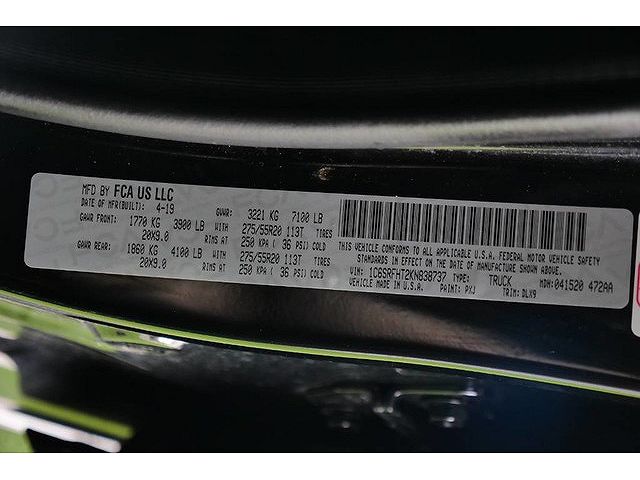 MFD BY FCA US LLC
DATE OF MFR(BUILT): 4-19 GVWR: 3221 KG 7100 LB
GAWR FRONT: 1770 KG 3900 LB WITH 275/55R20 113T TIRES
20X9.0 RIMS AT 250 KPA ( 36 PSI) COLD
GAWR REAR: 1860 KG 4100 LB WITH 275/55R20 113T TIRES
20X9.0 RIMS AT 250 KPA ( 36 PSI) COLD
THIS VEHICLE CONFORMS TO ALL APPLICABLE U.S.A. FEDERAL MOTOR VEHICLE SAFETY
STANDARDS IN EFFECT ON THE DATE OF MANUFACTURE SHOWN ABOVE.
VIN: 1C6SRFHT2KN838737 TYPE: TRUCK MDH: 041520 472AA
VEHICLE MADE IN U.S.A. PAINT: PXJ TRIM: DLX9